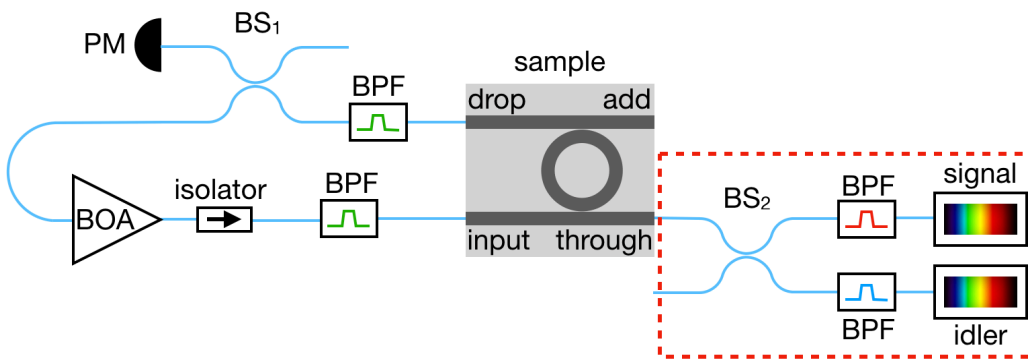 PM
BS1
BPF
sample
drop
add
BOA
isolator
BPF
input
through
BS2
BPF
signal
BPF
idler